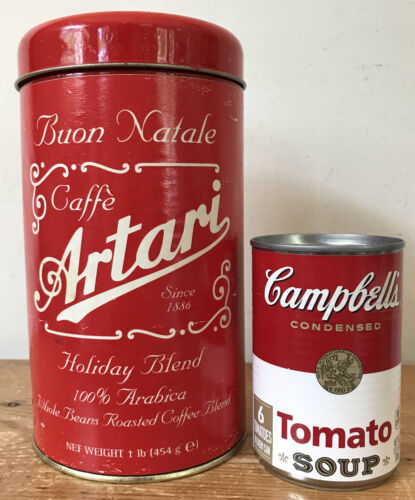 Buon Natale
Caffè
Artari
Since
1886
Holiday Blend
100% Arabica
Whole Beans Roasted Coffee Blend
NET WEIGHT 1 lb (454 g ℮)
Campbell's
CONDENSED
6
TOMATOES
Tomato
SOUP